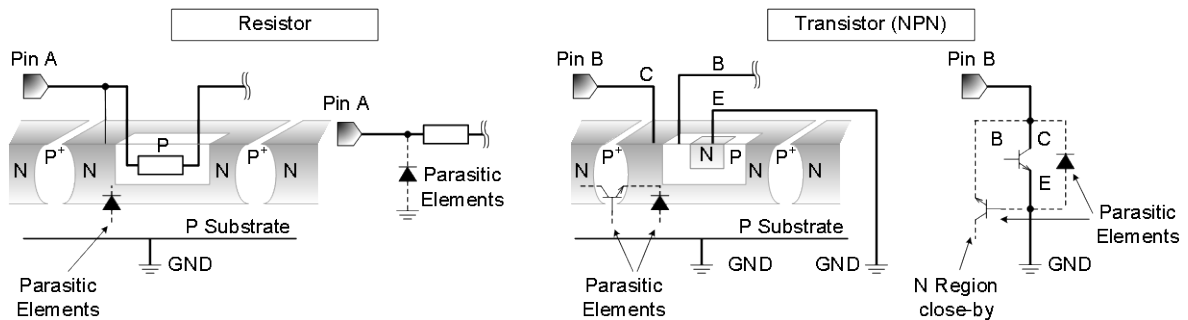 Resistor
Pin A
N
P+
N
P
N
P+
N
P Substrate
GND
Parasitic
Elements
Pin A
Parasitic
Elements
Transistor (NPN)
Pin B
C
B
E
N
P+
N
N
P
N
P+
N
P Substrate
GND
GND
Parasitic
Elements
Pin B
B
C
E
Parasitic
Elements
GND
N Region
close-by